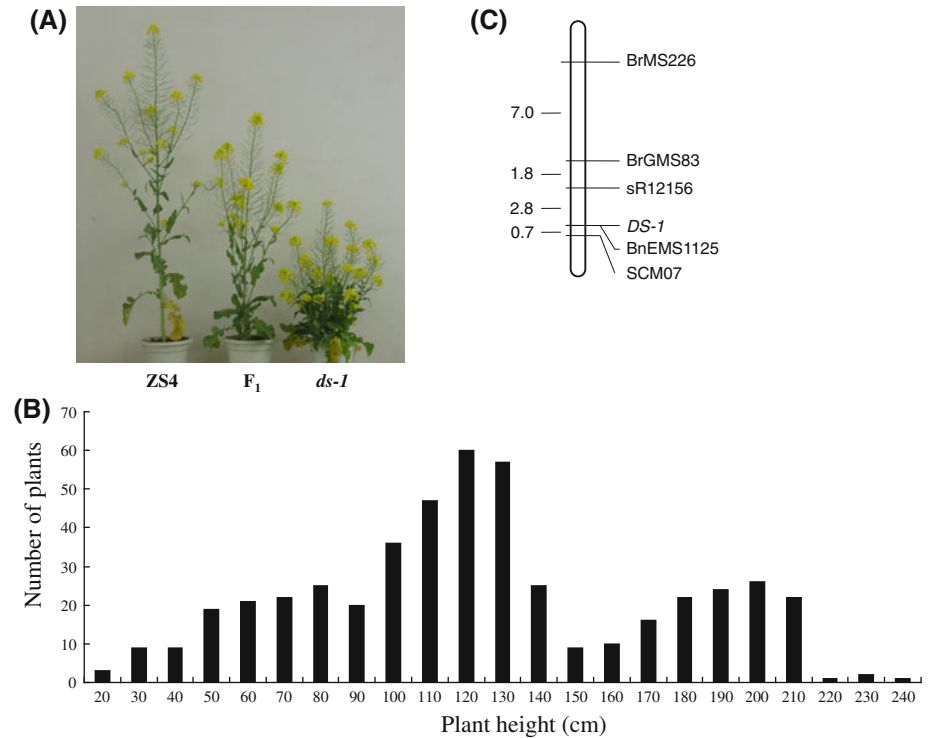 (A)
ZS4 F1 ds-1
(C)
BrMS226
7.0
BrGMS83
1.8
sR12156
2.8
DS-1
0.7
BnEMS1125
SCM07
(B)
Number of plants
70
60
50
40
30
20
10
0
20 30 40 50 60 70 80 90 100 110 120 130 140 150 160 170 180 190 200 210 220 230 240
Plant height (cm)